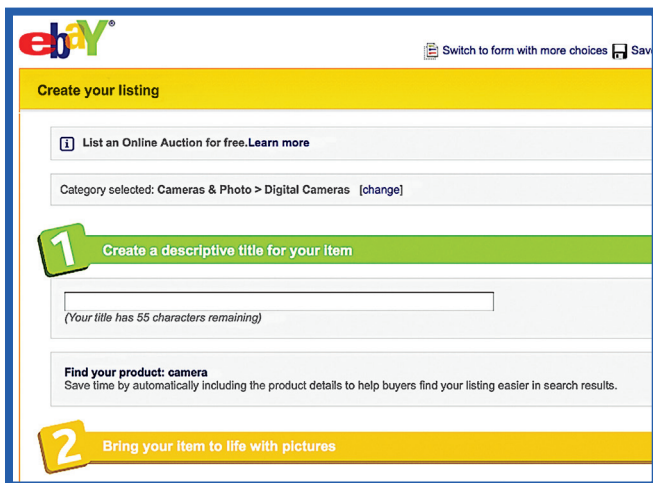 ebaY®
Switch to form with more choices
Create your listing
i List an Online Auction for free.Learn more
Category selected: Cameras & Photo > Digital Cameras [change]
1 Create a descriptive title for your item
(Your title has 55 characters remaining)
Find your product: camera
Save time by automatically including the product details to help buyers find your listing easier in search results.
2 Bring your item to life with pictures